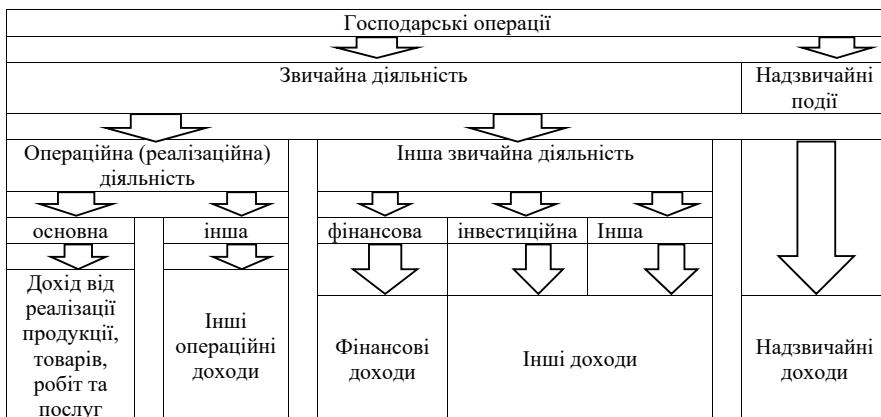 Господарські операції
Звичайна діяльність
Надзвичайні
події
Операційна (реалізаційна)
діяльність
Інша звичайна діяльність
основна
інша
фінансова
інвестиційна
Інша
Дохід від
реалізації
продукції,
товарів,
робіт та
послуг
Інші
операційні
доходи
Фінансові
доходи
Інші доходи
Надзвичайні
доходи